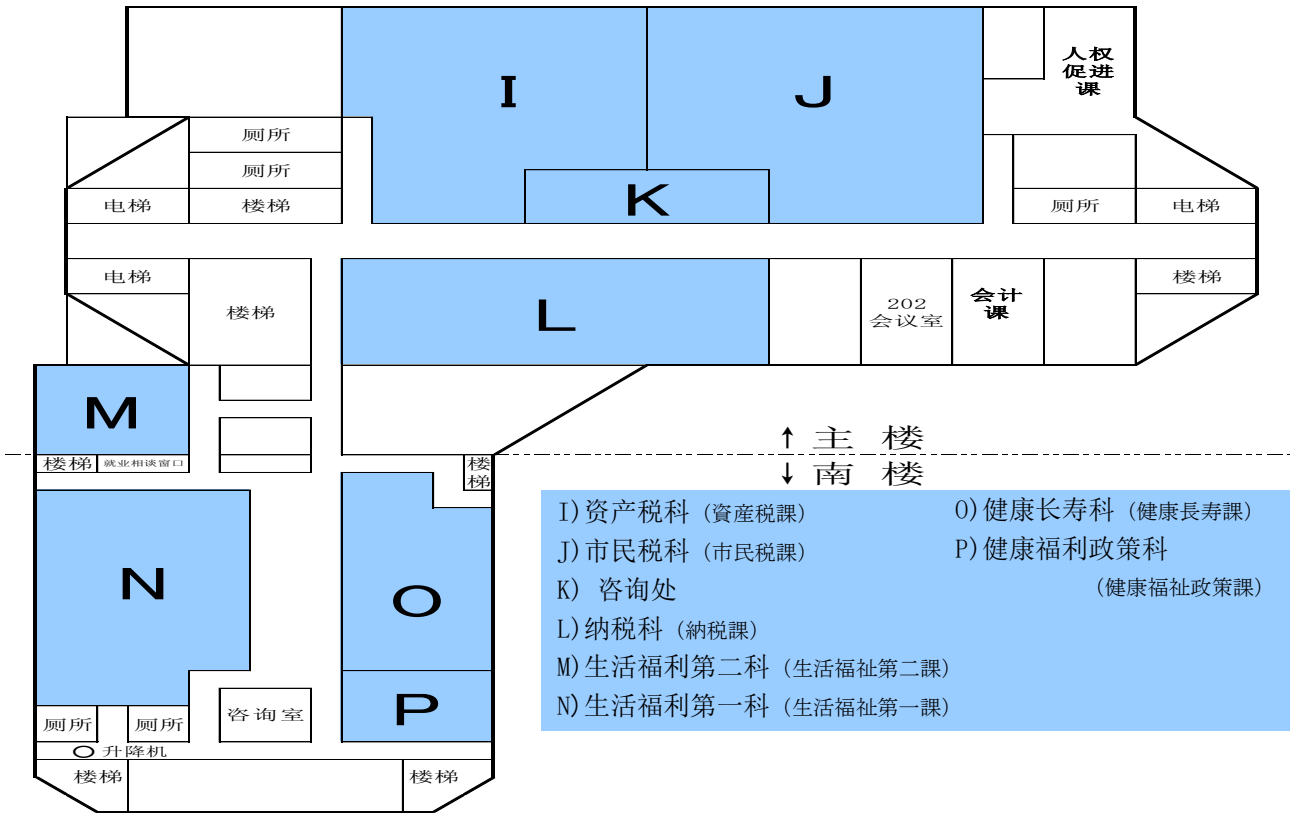 I
J
人权
促进
课
厕所
厕所
K
电梯
楼梯
厕所
电梯
电梯
楼梯
楼梯
L
202
会议室
会计
课
M
↑ 主 楼
楼梯
就业相谈窗口
楼
梯
↓ 南 楼
N
O
P
I)资产税科 (資産税課)
O)健康长寿科 (健康長寿課)
J)市民税科 (市民税課)
P)健康福利政策科
K) 咨询处
(健康福祉政策課)
L)纳税科 (納税課)
M)生活福利第二科 (生活福祉第二課)
N)生活福利第一科 (生活福祉第一課)
厕所
厕所
咨询室
○ 升降机
楼梯
楼梯